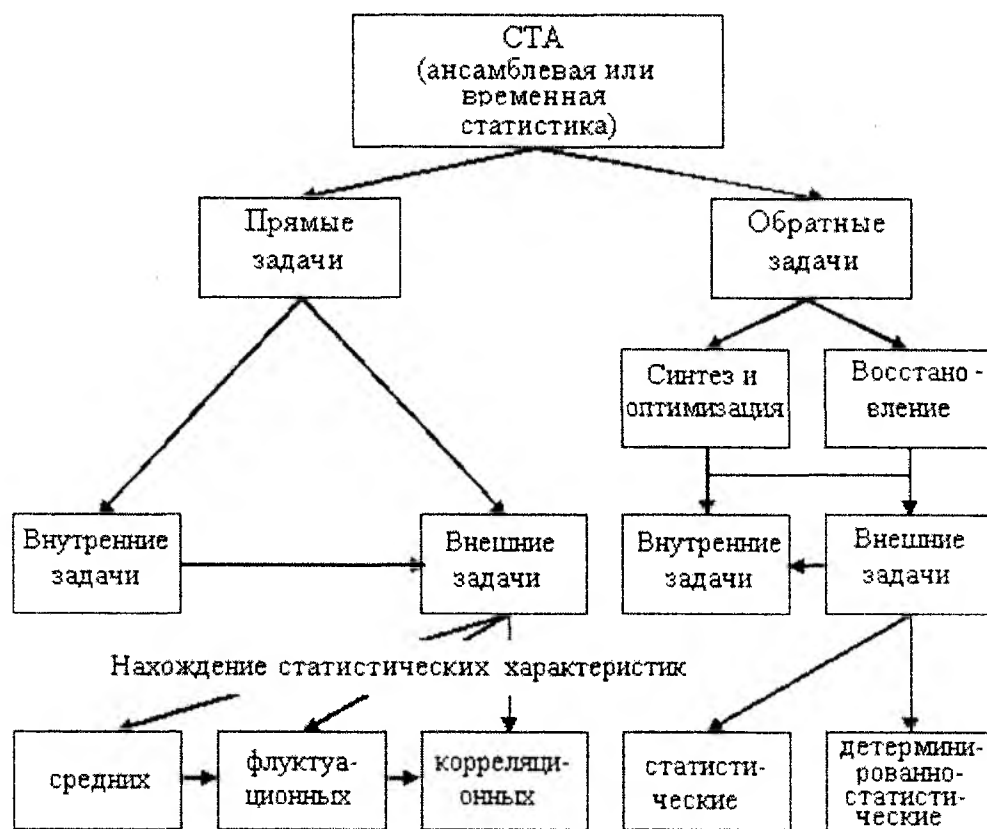 СТА
(ансамблевая или
временная
статистика)
Прямые
задачи
Обратные
задачи
Синтез и
оптимизация
Восстано -
вление
Внутренние
задачи
Внешние
задачи
Внутренние
задачи
Внешние
задачи
Нахождение статистических характеристик
средних
флуктуа-
ционных
корреляци-
онных
статисти-
ческие
детермини-
рованно-
статисти-
ческие